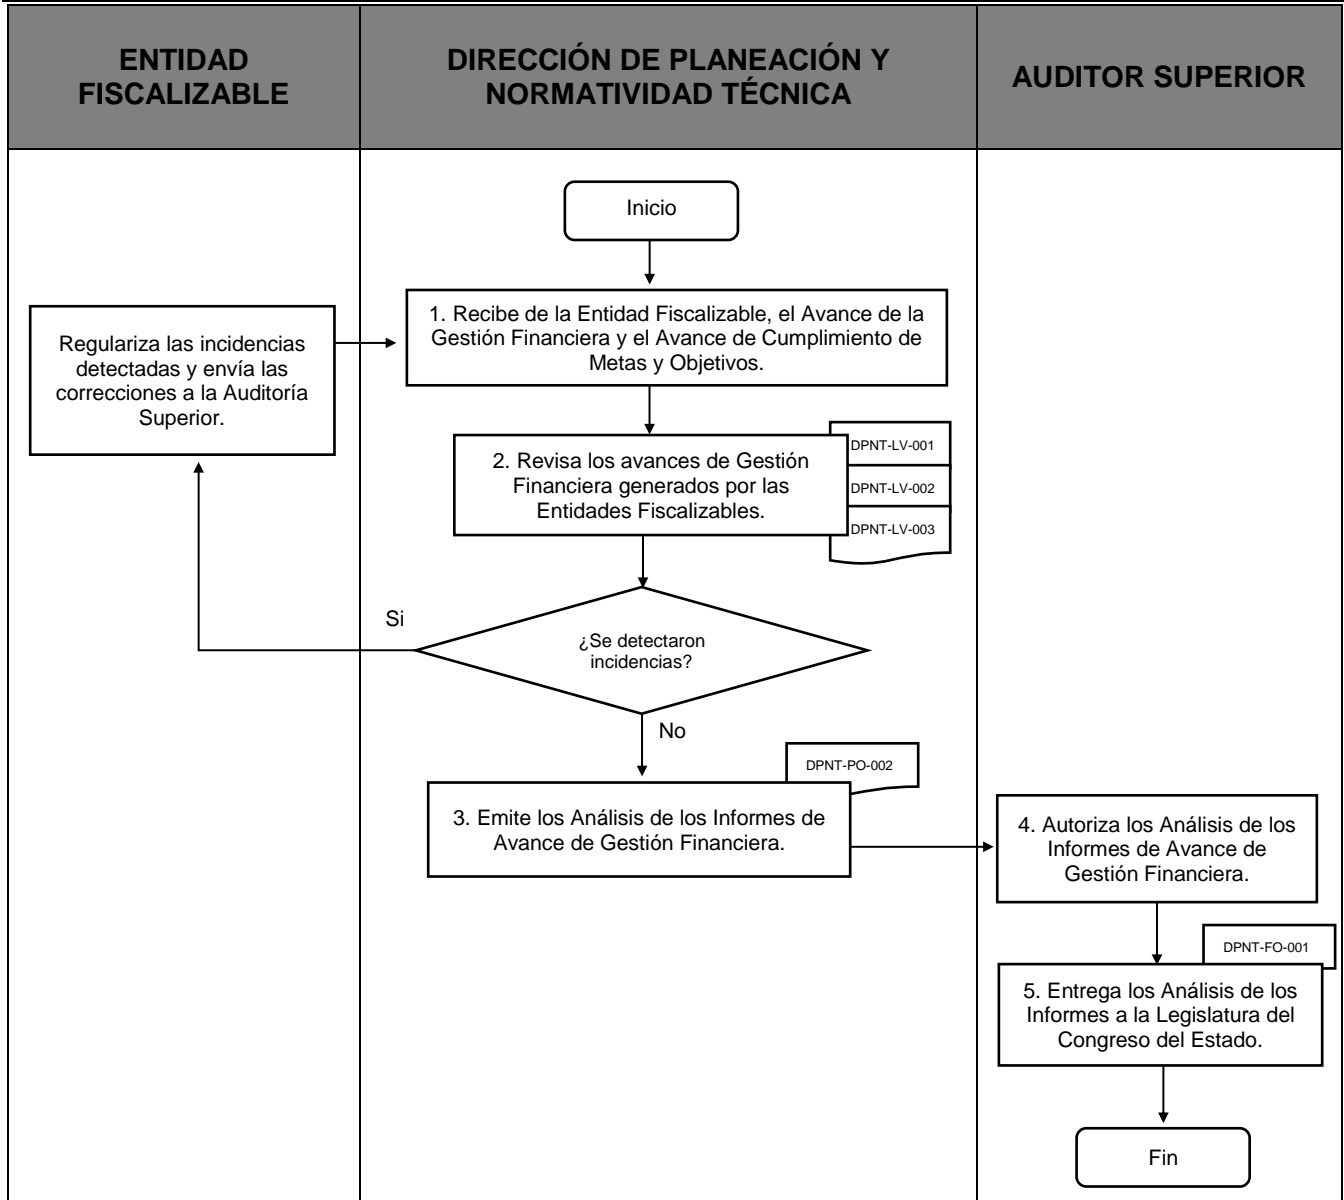 ENTIDAD
FISCALIZABLE
DIRECCIÓN DE PLANEACIÓN Y
NORMATIVIDAD TÉCNICA
AUDITOR SUPERIOR
Inicio
1. Recibe de la Entidad Fiscalizable, el Avance de la
Gestión Financiera y el Avance de Cumplimiento de
Metas y Objetivos.
Regulariza las incidencias
detectadas y envía las
correcciones a la Auditoría
Superior.
2. Revisa los avances de Gestión
Financiera generados por las
Entidades Fiscalizables.
DPNT-LV-001
DPNT-LV-002
DPNT-LV-003
Si
¿Se detectaron
incidencias?
No
DPNT-PO-002
3. Emite los Análisis de los Informes de
Avance de Gestión Financiera.
4. Autoriza los Análisis de los
Informes de Avance de
Gestión Financiera.
DPNT-FO-001
5. Entrega los Análisis de los
Informes a la Legislatura del
Congreso del Estado.
Fin